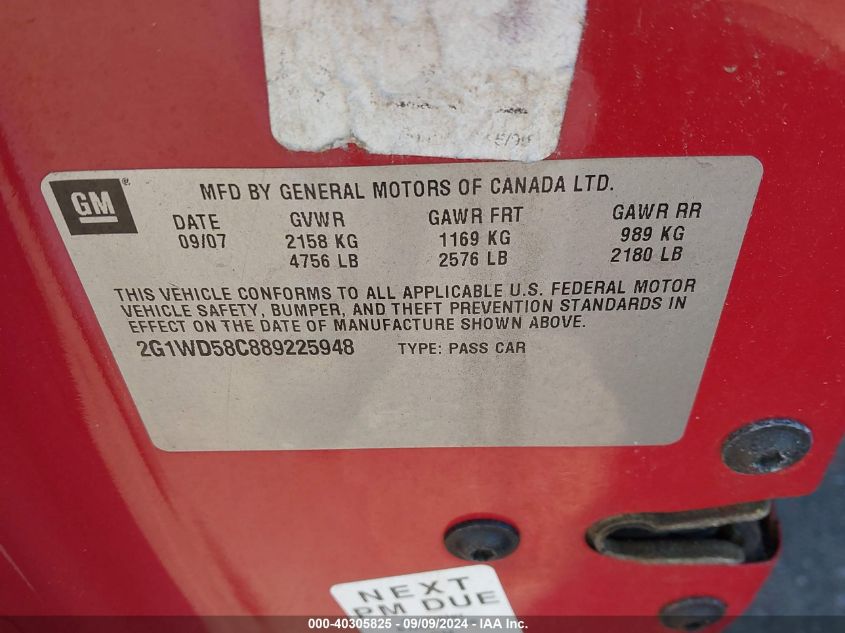 GM
MFD BY GENERAL MOTORS OF CANADA LTD.
DATE GVWR GAWR FRT GAWR RR
09/07 2158 KG 1169 KG 989 KG
4756 LB 2576 LB 2180 LB
THIS VEHICLE CONFORMS TO ALL APPLICABLE U.S. FEDERAL MOTOR
VEHICLE SAFETY, BUMPER, AND THEFT PREVENTION STANDARDS IN
EFFECT ON THE DATE OF MANUFACTURE SHOWN ABOVE.
2G1WD58C889225948 TYPE: PASS CAR
NEXT
PM DUE
000-40305825 - 09/09/2024 - © IAA Inc.